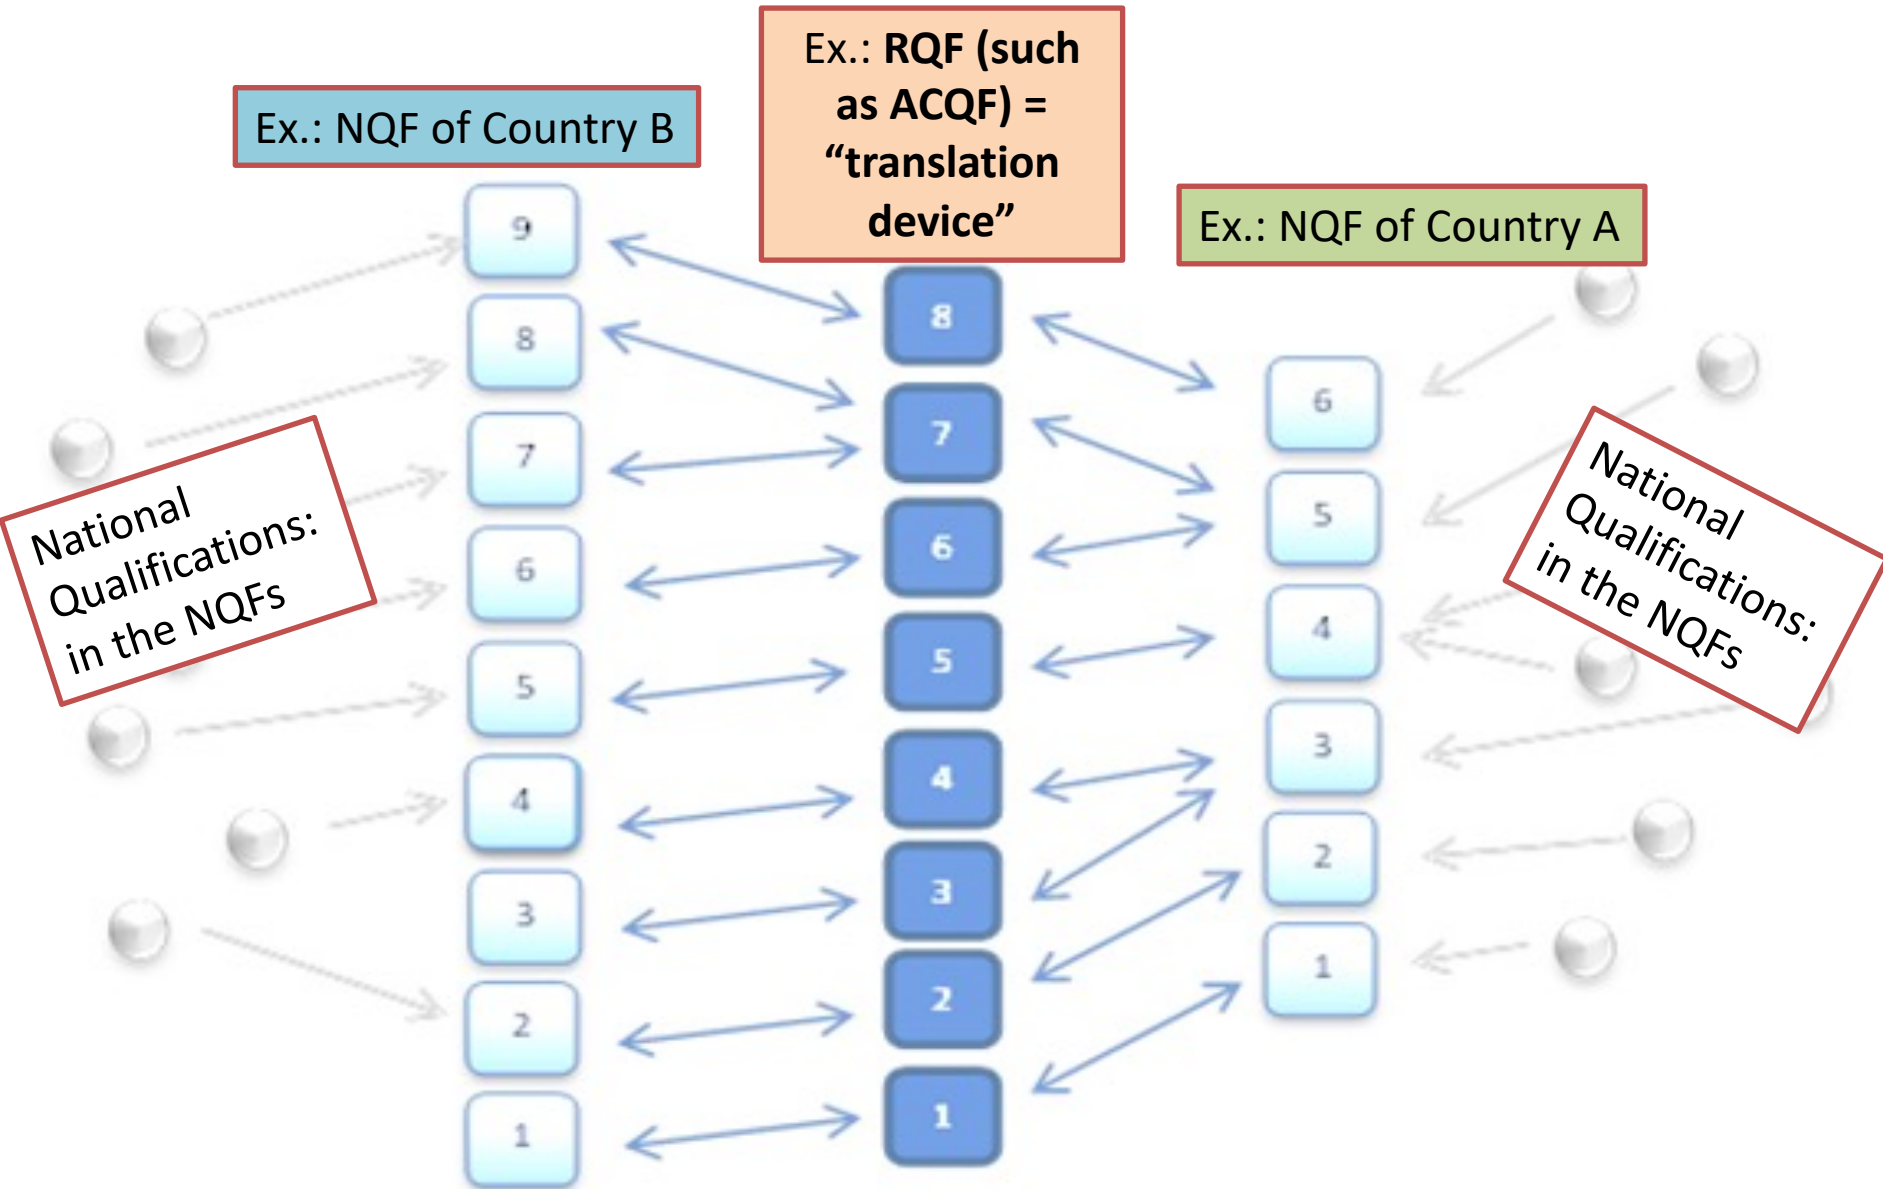 Ex.: NQF of Country B
Ex.: RQF (such
as ACQF) =
“translation
device”
Ex.: NQF of Country A
9
8
7
6
5
4
3
2
1
8
7
6
5
4
3
2
1
6
5
4
3
2
1
National
Qualifications:
in the NQFs
National
Qualifications:
in the NQFs